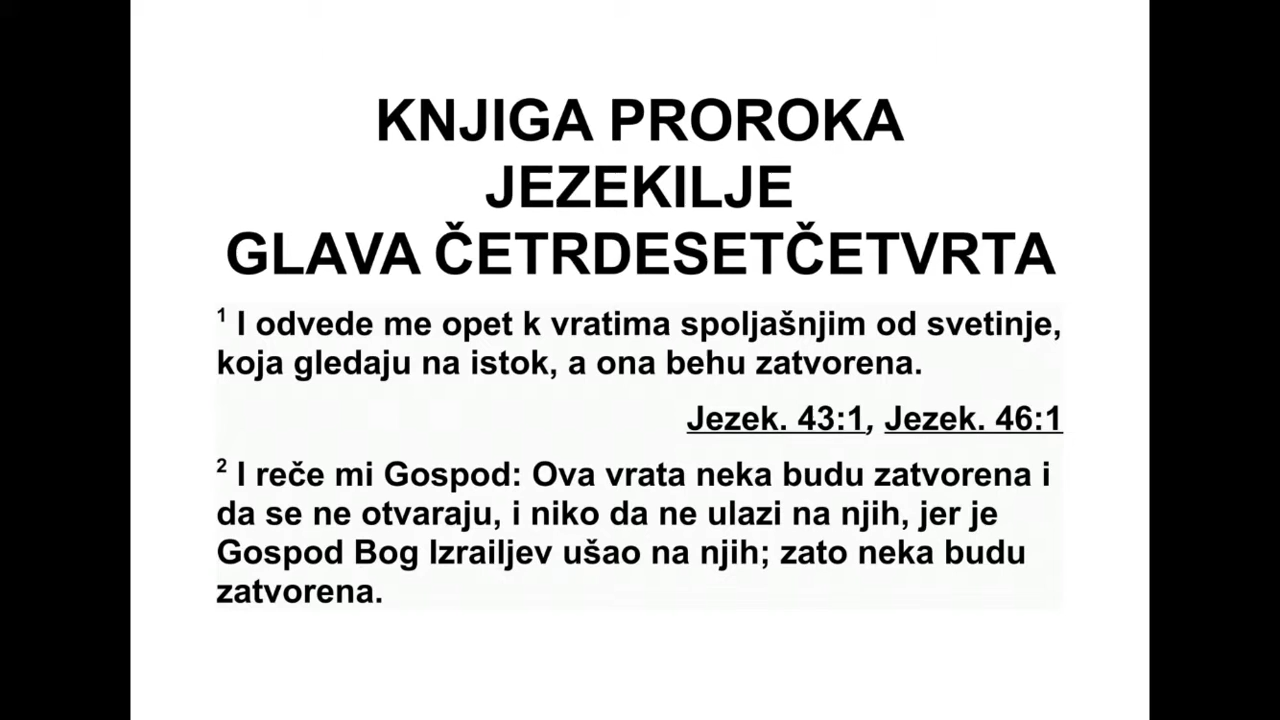 KNJIGA PROROKA
JEZEKILJE
GLAVA ČETRDESETČETVRTA
1 I odvede me opet k vratima spoljašnjim od svetinje,
koja gledaju na istok, a ona behu zatvorena.
Jezek. 43:1, Jezek. 46:1
2 I reče mi Gospod: Ova vrata neka budu zatvorena i
da se ne otvaraju, i niko da ne ulazi na njih, jer je
Gospod Bog Izrailjev ušao na njih; zato neka budu
zatvorena.